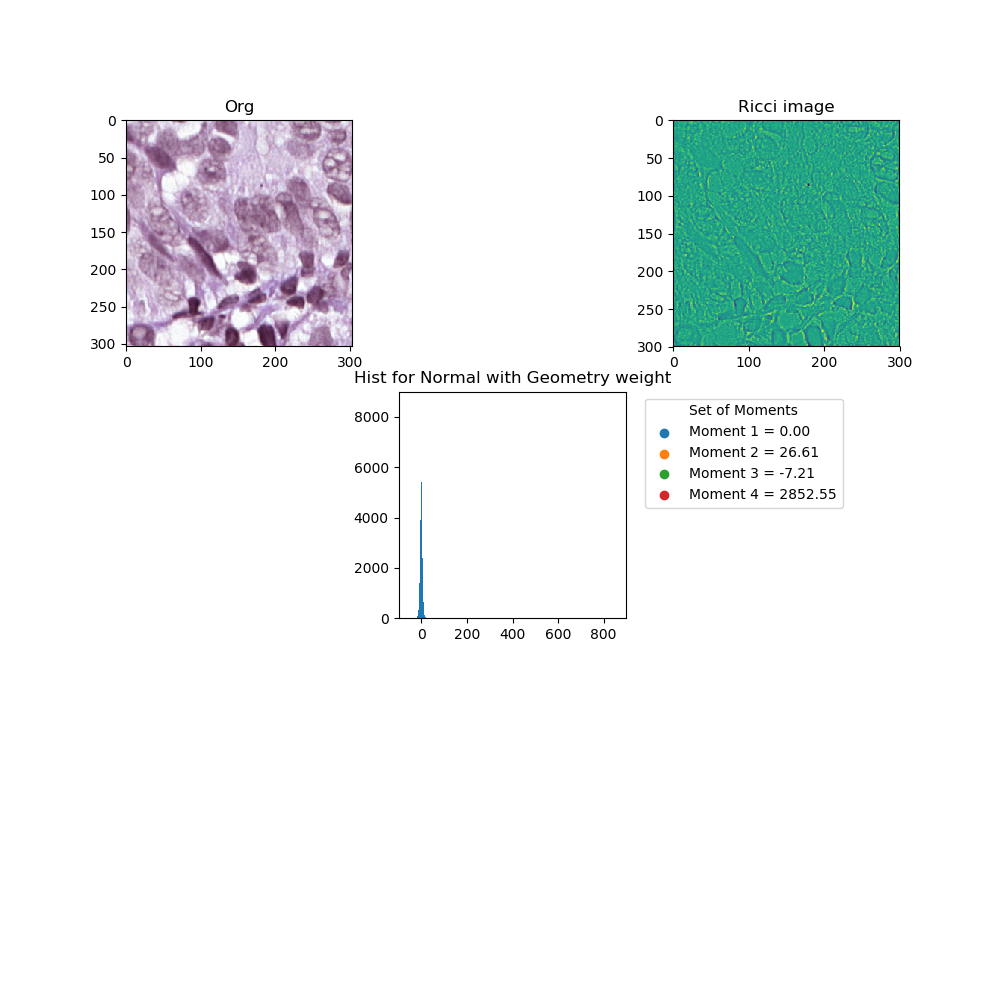 Org
0
50
100
150
200
250
300
0 100 200 300
Ricci image
0
50
100
150
200
250
300
0 100 200 300
Hist for Normal with Geometry weight
8000
6000
4000
2000
0
0 200 400 600 800
Set of Moments
Moment 1 = 0.00
Moment 2 = 26.61
Moment 3 = -7.21
Moment 4 = 2852.55